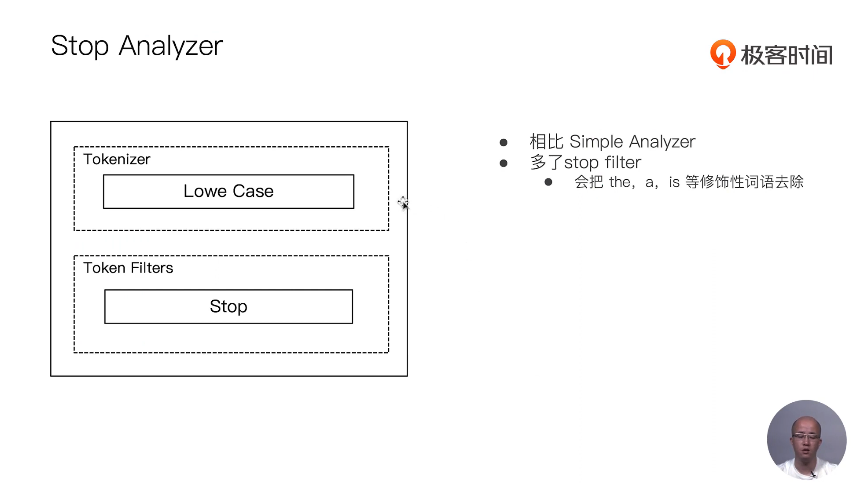 Stop Analyzer
极客时间
Tokenizer
Lowe Case
Token Filters
Stop
相比 Simple Analyzer
多了stop filter
会把 the，a，is 等修饰性词语去除